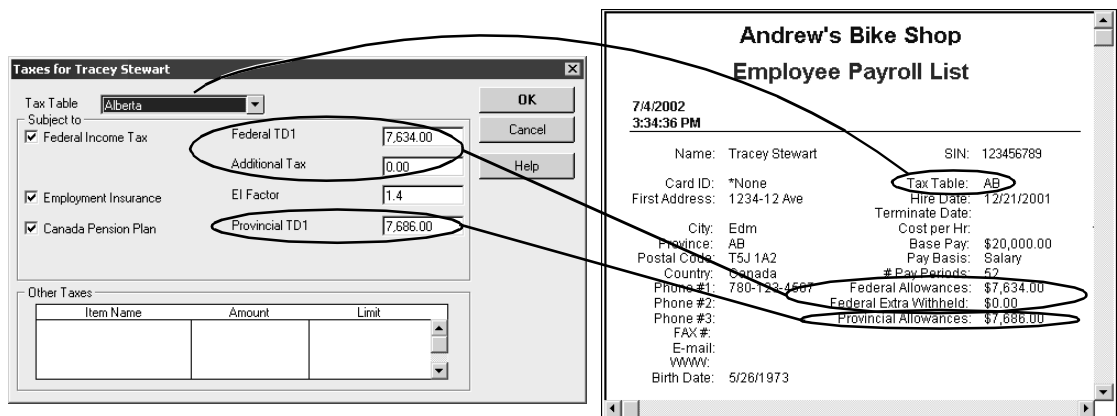 Taxes for Tracey Stewart
Tax Table Alberta
OK
Subject to
Federal Income Tax Federal TD1 7,634.00
Cancel
Additional Tax 0.00
Help
Employment Insurance EI Factor 1.4
Canada Pension Plan Provincial TD1 7,686.00
Other Taxes
Item Name Amount Limit
Andrew's Bike Shop
Employee Payroll List
7/4/2002
3:34:36 PM
Name: Tracey Stewart SIN: 123456789
Card ID: *None Tax Table: AB
First Address: 1234-12 Ave Hire Date: 12/21/2001
Terminate Date:
City: Edm Cost per Hr:
Province: AB Base Pay: $20,000.00
Postal Code: T5J 1A2 Pay Basis: Salary
Country: Canada # Pay Periods: 52
Phone #1: 780-123-4567 Federal Allowances: $7,634.00
Phone #2: Federal Extra Withheld: $0.00
Phone #3: Provincial Allowances: $7,686.00
FAX #:
E-mail:
WWW:
Birth Date: 5/26/1973